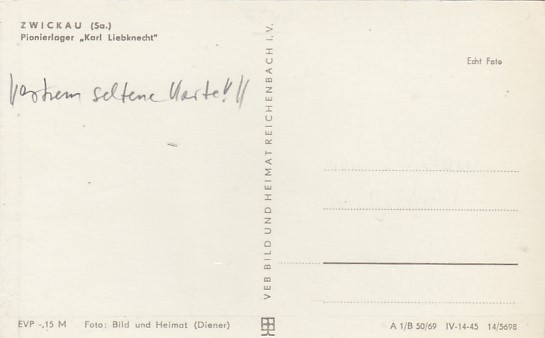 ZWICKAU (Sa.)
Pionierlager „Karl Liebknecht"
Echt Foto
extrem seltene Karte!!!
VEB BILD UND HEIMAT REICHENBACH I. V.
EVP -,15 M Foto: Bild und Heimat (Diener)
A 1/B 50/69 IV-14-45 14/5698